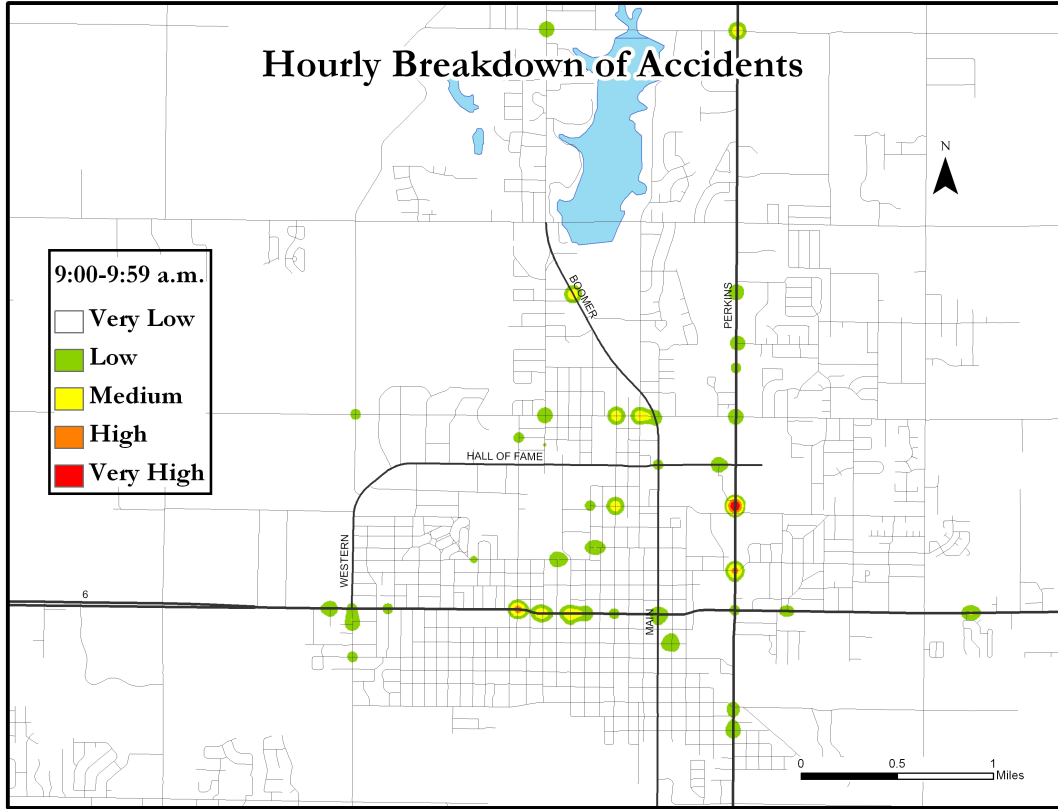 Hourly Breakdown of Accidents
N
9:00-9:59 a.m.
Very Low
Low
Medium
High
Very High
BOOMER
PERKINS
HALL OF FAME
WESTERN
6
MAIN
0 0.5 1
Miles